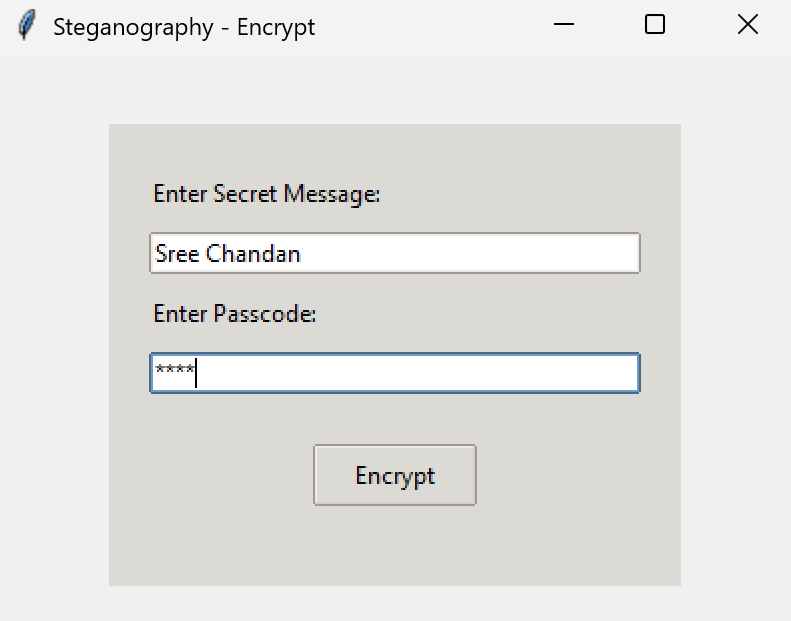 Steganography - Encrypt
Enter Secret Message:
Sree Chandan
Enter Passcode:
****
Encrypt